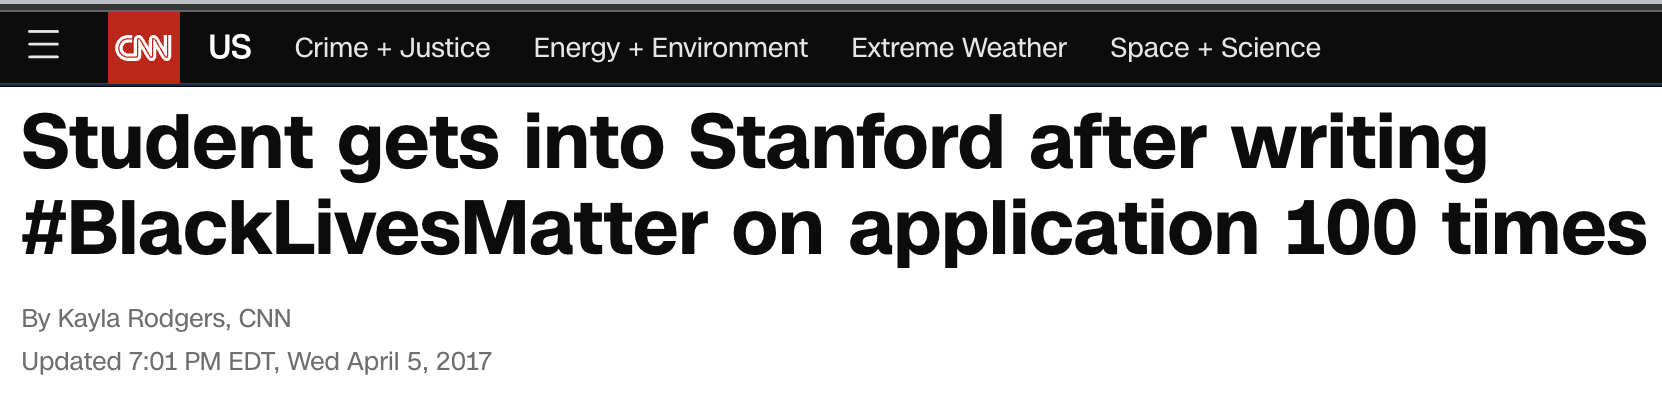 CNN US Crime + Justice Energy + Environment Extreme Weather Space + Science
Student gets into Stanford after writing
#BlackLivesMatter on application 100 times
By Kayla Rodgers, CNN
Updated 7:01 PM EDT, Wed April 5, 2017